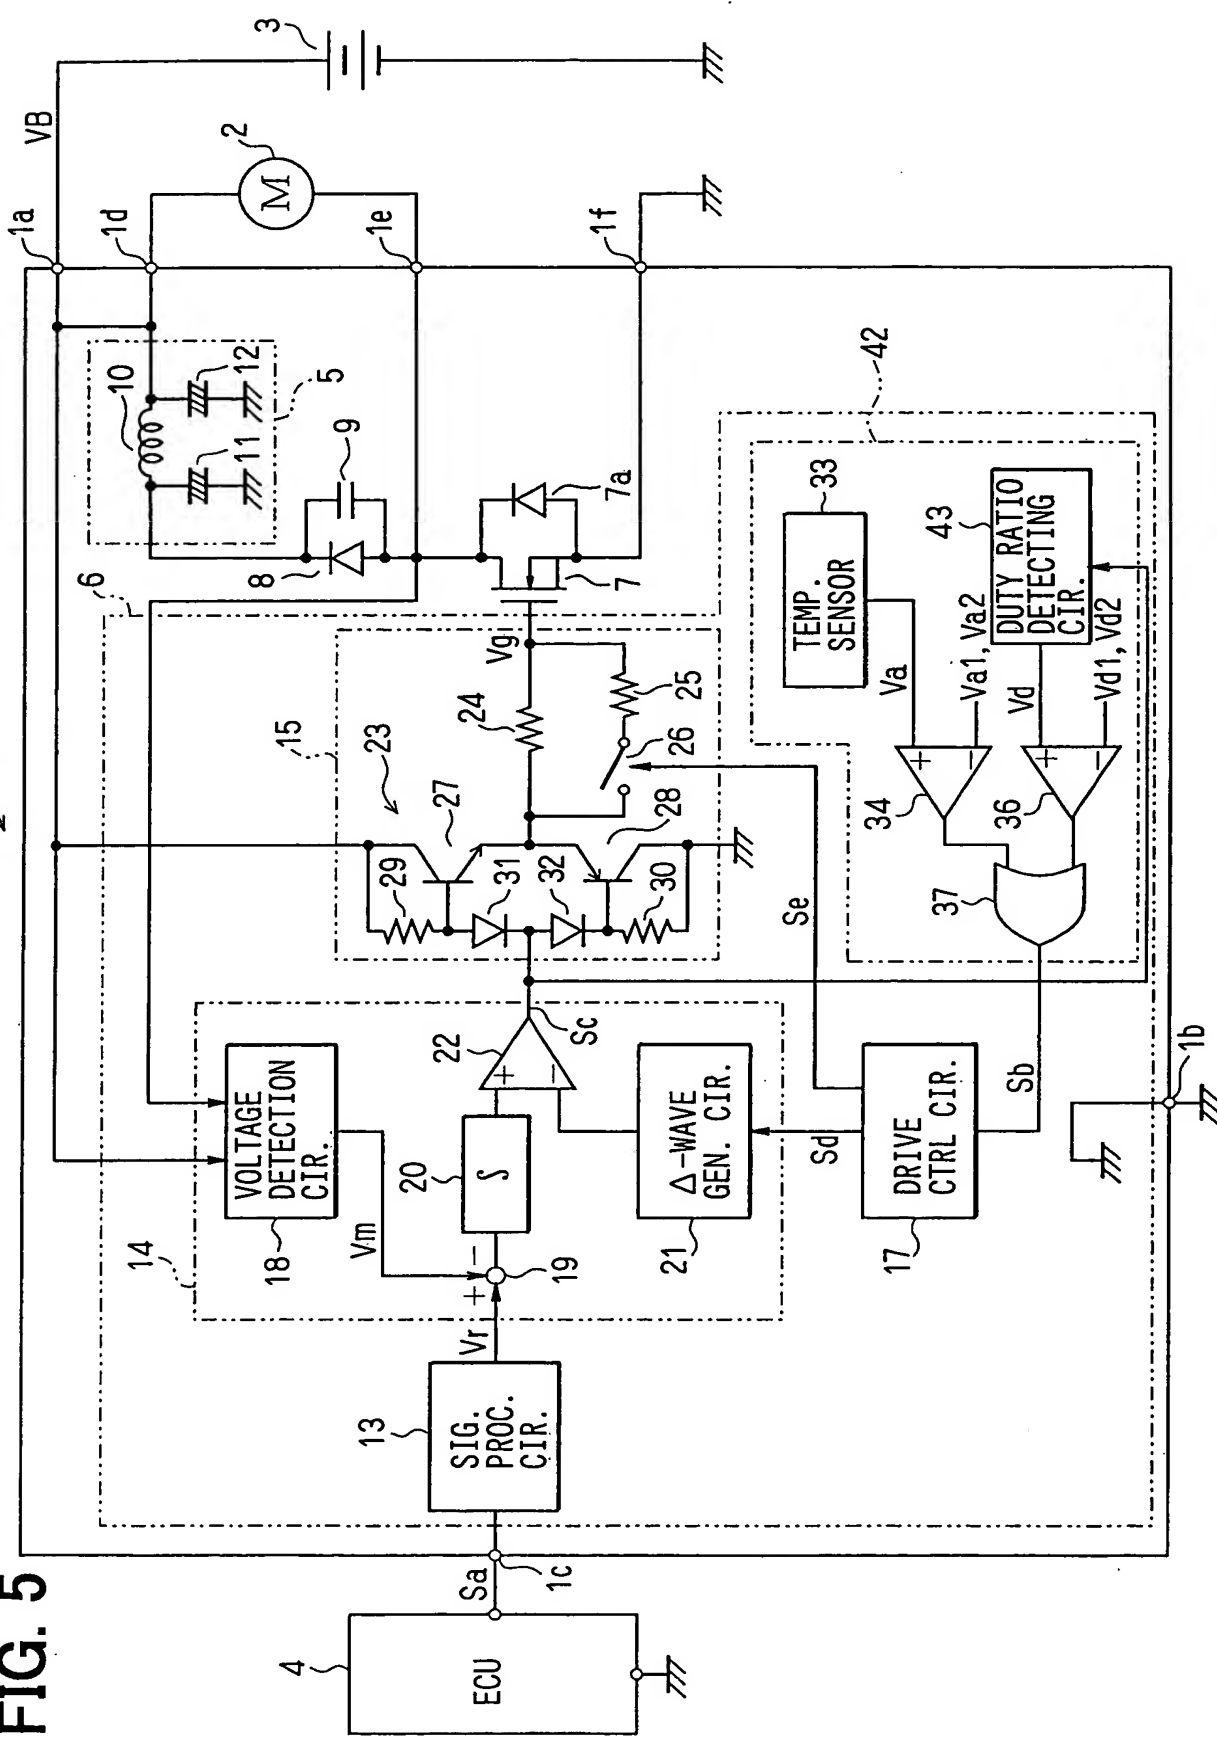 FIG. 5
1a
VB
3
1d
2
M
1e
1f
10
11
12
5
6
8
9
7a
7
42
15
23
24
Vg
25
26
27
28
29
31
32
30
33
TEMP.
SENSOR
43
DUTY RATIO
DETECTING
CIR.
Va
Va1, Va2
Vd
Vd1, Vd2
+
−
+
−
34
36
37
Se
14
18
VOLTAGE
DETECTION
CIR.
Vm
20
∫
22
+
−
Sc
−
+
19
21
Δ-WAVE
GEN. CIR.
Sd
17
DRIVE
CTRL CIR.
Sb
1b
13
SIG.
PROC.
CIR.
Vr
Sa
1c
4
ECU